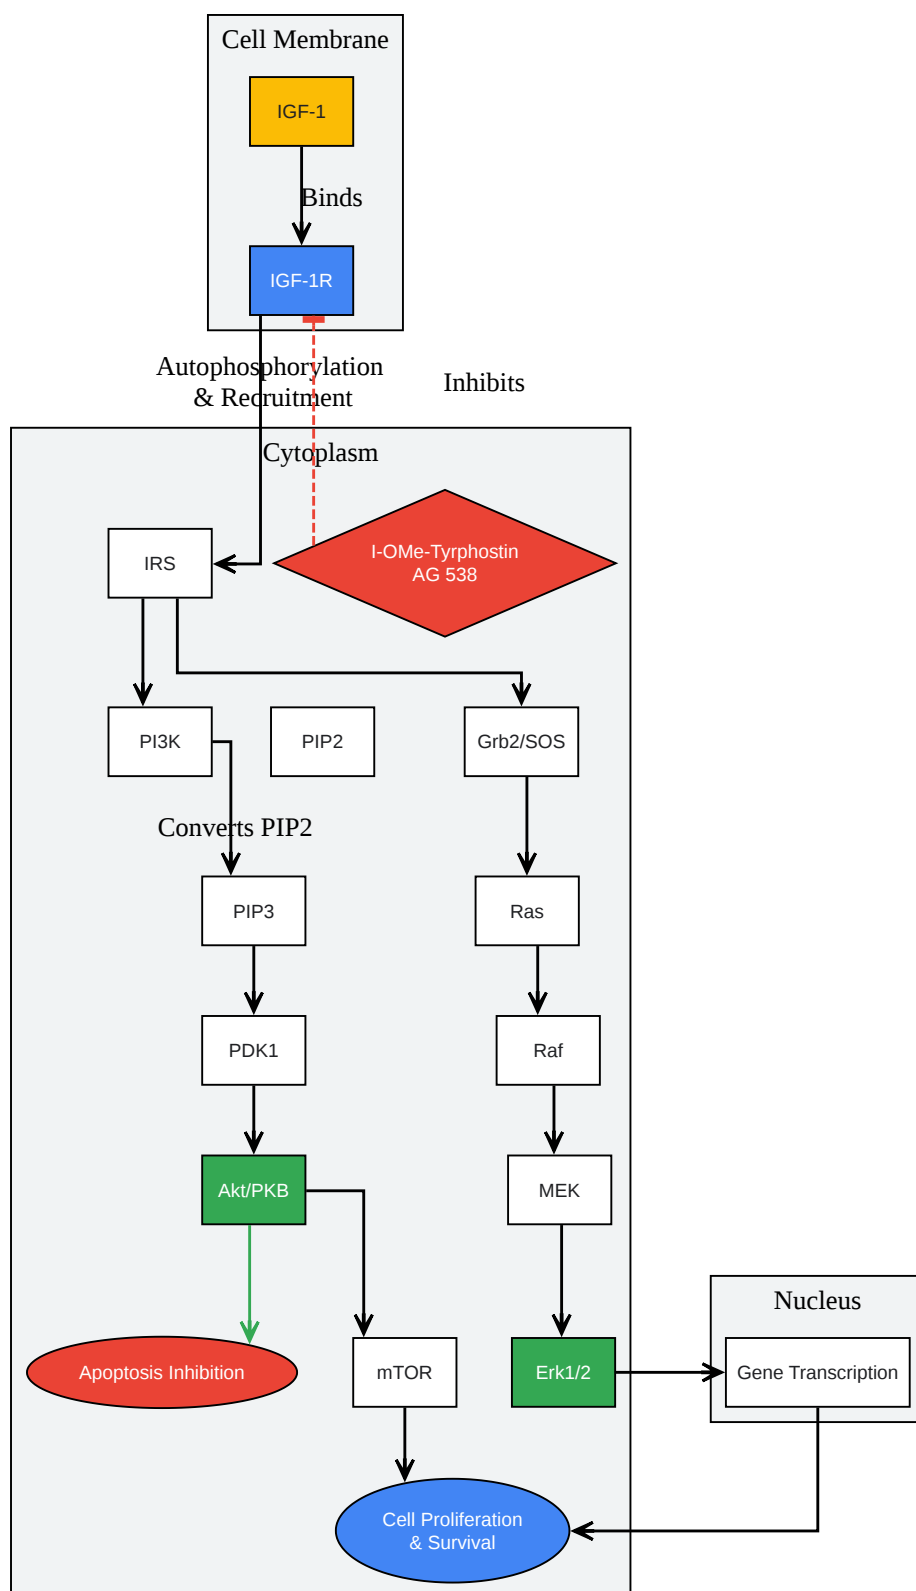 Cell Membrane
IGF-1
Binds
IGF-1R
Autophosphorylation
& Recruitment
Inhibits
Cytoplasm
IRS
I-OMe-Tyrphostin
AG 538
PI3K
PIP2
Grb2/SOS
Converts PIP2
PIP3
Ras
PDK1
Raf
Akt/PKB
MEK
Nucleus
Apoptosis Inhibition
mTOR
Erk1/2
Gene Transcription
Cell Proliferation
& Survival